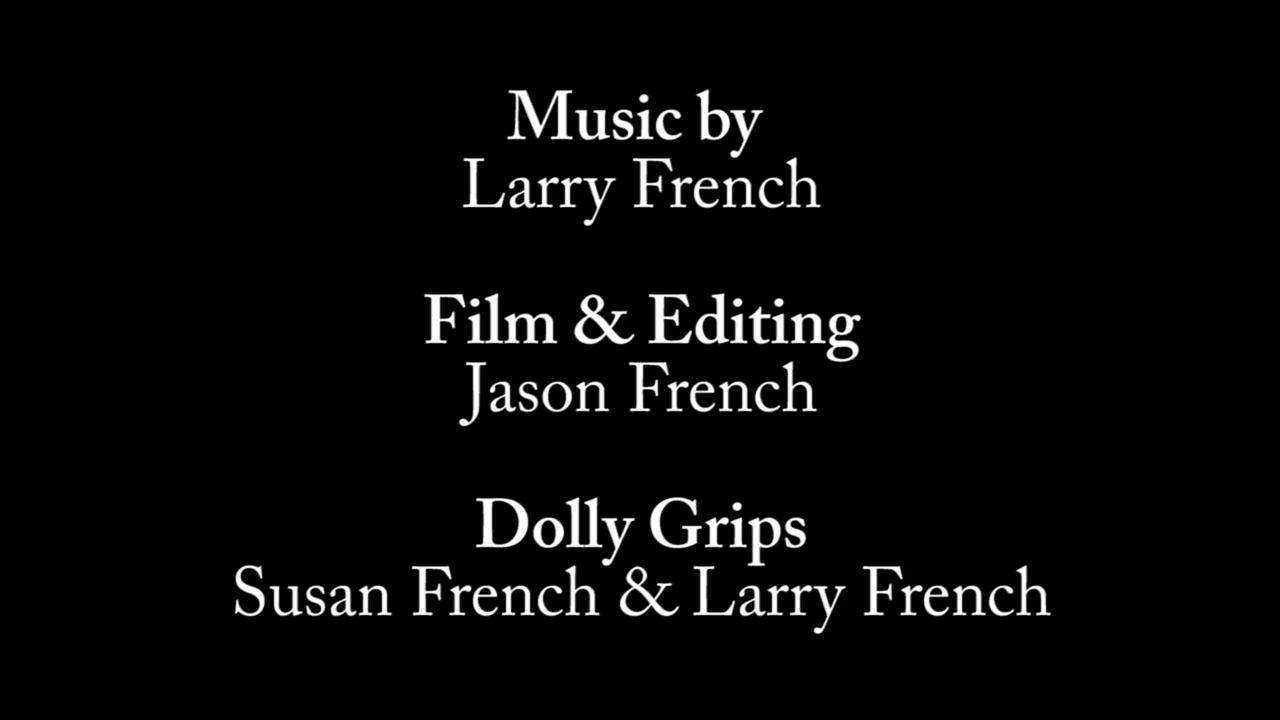 Music by
Larry French
Film & Editing
Jason French
Dolly Grips
Susan French & Larry French